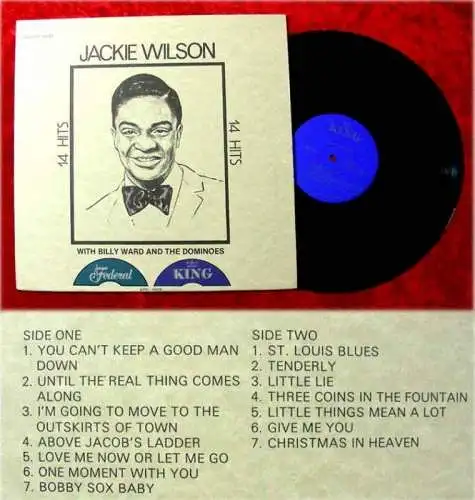 JACKIE WILSON
14 HITS
14 HITS
WITH BILLY WARD AND THE DOMINOES
Federal
KING
KING
SIDE ONE
1. YOU CAN'T KEEP A GOOD MAN
DOWN
2. UNTIL THE REAL THING COMES
ALONG
3. I'M GOING TO MOVE TO THE
OUTSKIRTS OF TOWN
4. ABOVE JACOB'S LADDER
5. LOVE ME NOW OR LET ME GO
6. ONE MOMENT WITH YOU
7. BOBBY SOX BABY
SIDE TWO
1. ST. LOUIS BLUES
2. TENDERLY
3. LITTLE LIE
4. THREE COINS IN THE FOUNTAIN
5. LITTLE THINGS MEAN A LOT
6. GIVE ME YOU
7. CHRISTMAS IN HEAVEN